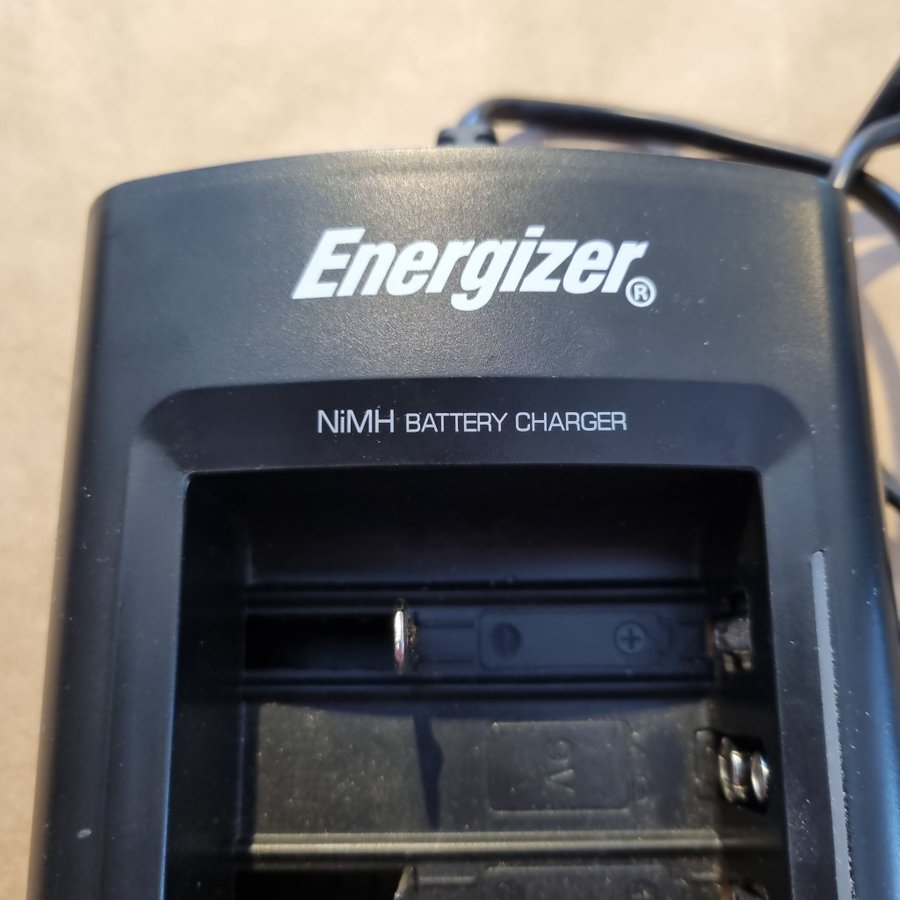 Energizer®
NiMH BATTERY CHARGER
- +
9V
+